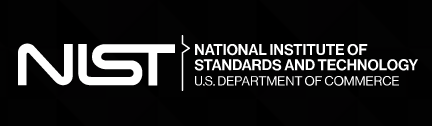 NIST
NATIONAL INSTITUTE OF
STANDARDS AND TECHNOLOGY
U.S. DEPARTMENT OF COMMERCE